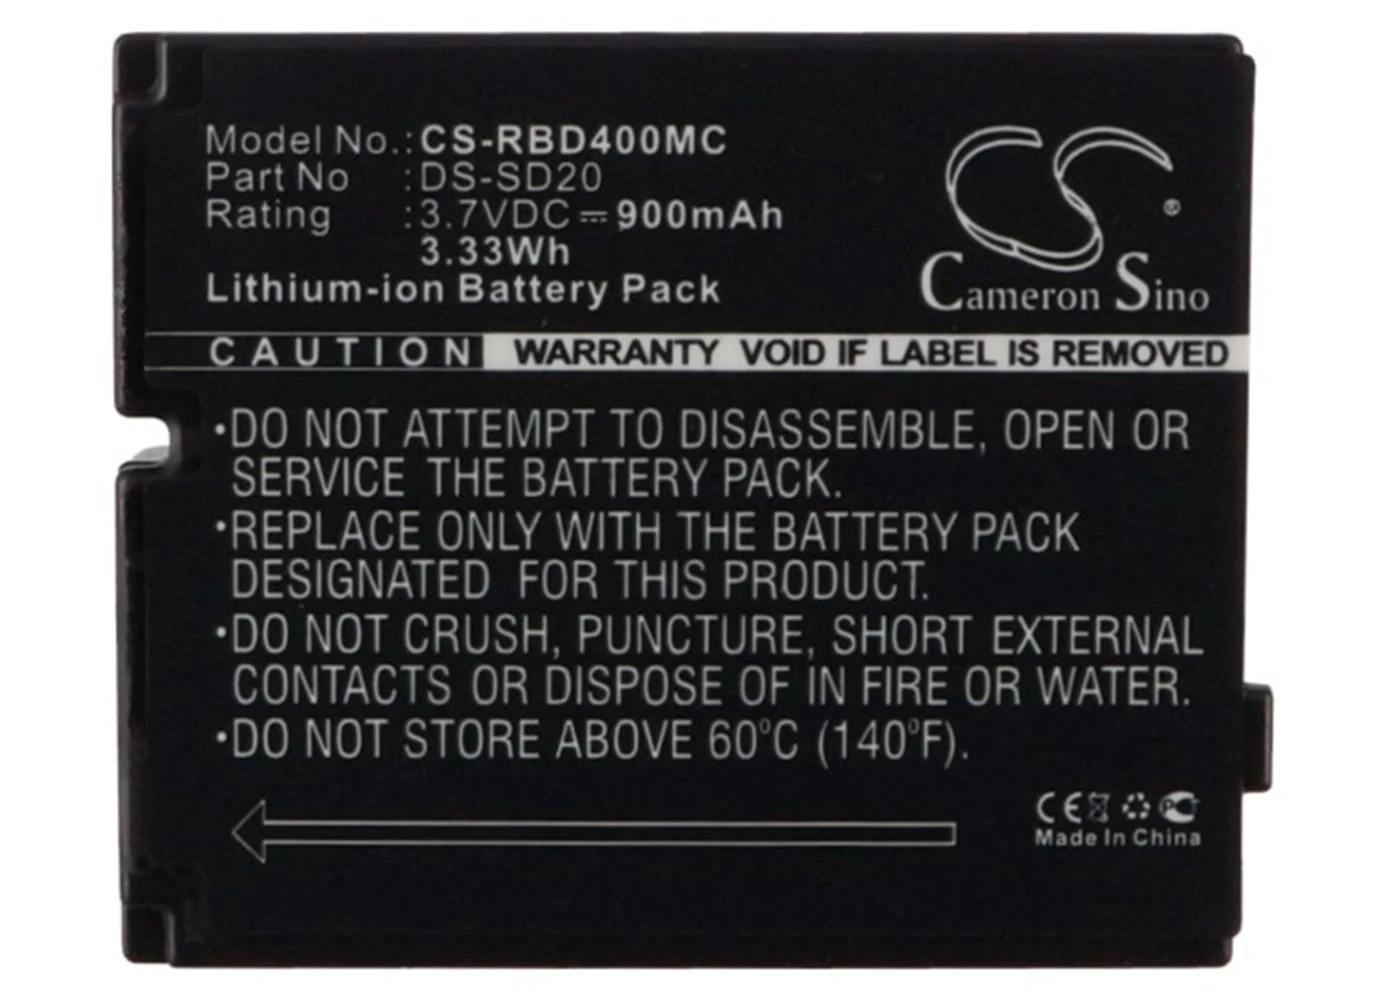 Model No.: CS-RBD400MC
Part No : DS-SD20
Rating : 3.7VDC ⎓ 900mAh
3.33Wh
Lithium-ion Battery Pack
CS ®
Cameron Sino
CAUTION WARRANTY VOID IF LABEL IS REMOVED
•DO NOT ATTEMPT TO DISASSEMBLE, OPEN OR
SERVICE THE BATTERY PACK.
•REPLACE ONLY WITH THE BATTERY PACK
DESIGNATED FOR THIS PRODUCT.
•DO NOT CRUSH, PUNCTURE, SHORT EXTERNAL
CONTACTS OR DISPOSE OF IN FIRE OR WATER.
•DO NOT STORE ABOVE 60°C (140°F).
CE
Made In China